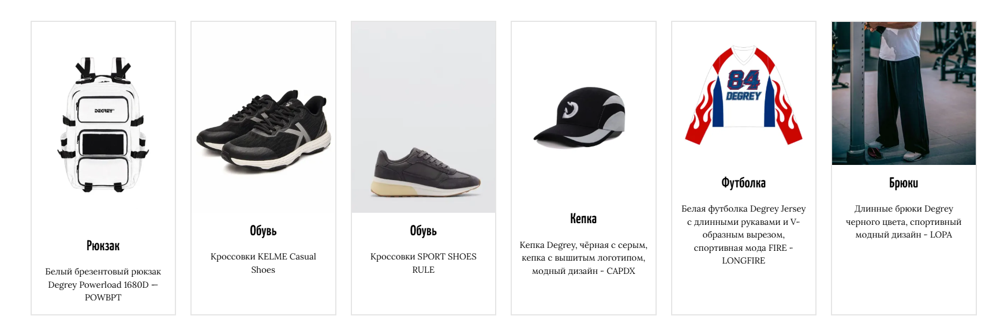 DEGREY
Рюкзак
Белый брезентовый рюкзак
Degrey Powerload 1680D —
POWBPT
Обувь
Кроссовки KELME Casual
Shoes
Обувь
Кроссовки SPORT SHOES
RULE
Кепка
Кепка Degrey, чёрная с серым,
кепка с вышитым логотипом,
модный дизайн - CAPDX
84
DEGREY
Футболка
Белая футболка Degrey Jersey
с длинными рукавами и V-
образным вырезом,
спортивная мода FIRE -
LONGFIRE
Брюки
Длинные брюки Degrey
черного цвета, спортивный
модный дизайн - LOPA